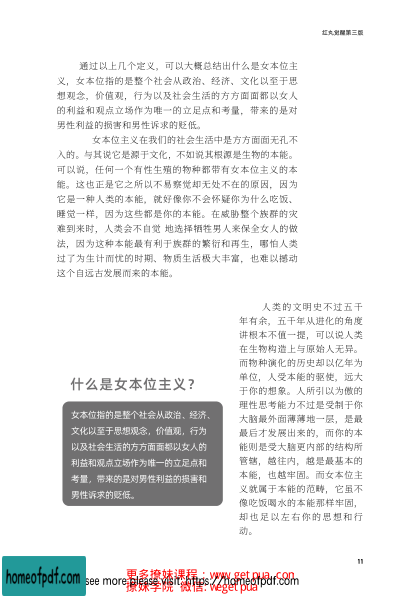 红丸觉醒第三版
通过以上几个定义，可以大概总结出什么是女本位主
义，女本位指的是整个社会从政治、经济、文化以至于思
想观念，价值观，行为以及社会生活的方方面面都以女人
的利益和观点立场作为唯一的立足点和考量，带来的是对
男性利益的损害和男性诉求的贬低。
女本位主义在我们的社会生活中是方方面面无孔不
入的。与其说它是源于文化，不如说其根源是生物的本能。
可以说，任何一个有性生殖的物种都带有女本位主义的本
能。这也正是它之所以不易察觉却无处不在的原因，因为
它是一种人类的本能，就好像你不会怀疑你为什么吃饭、
睡觉一样，因为这些都是你的本能。在威胁整个族群的灾
难到来时，人类会不自觉 地选择牺牲男人来保全女人的做
法，因为这种本能最有利于族群的繁衍和再生，哪怕人类
过了为生计而忧的时期、物质生活极大丰富，也难以撼动
这个自远古发展而来的本能。
人类的文明史不过五千
年有余，五千年从进化的角度
讲根本不值一提，可以说人类
在生物构造上与原始人无异。
而物种演化的历史却以亿年为
单位，人受本能的驱使，远大
于你的想象。人所引以为傲的
理性思考能力不过是受制于你
大脑最外面薄薄地一层，是最
最后才发展出来的，而你的本
能则是受大脑更内部的结构所
管辖，越往内，越是最基本的
本能，也越牢固。而女本位主
义就属于本能的范畴，它虽不
像吃饭喝水的本能那样牢固，
却也足以左右你的思想和行
动。
什么是女本位主义？
女本位指的是整个社会从政治、经济、
文化以至于思想观念，价值观，行为
以及社会生活的方方面面都以女人的
利益和观点立场作为唯一的立足点和
考量，带来的是对男性利益的损害和
男性诉求的贬低。
11
homeofpdf.com
更多撩妹课程：www.getpua.com
see more please visit: https://homeofpdf.com
撩妹学院 微信: wegetpua